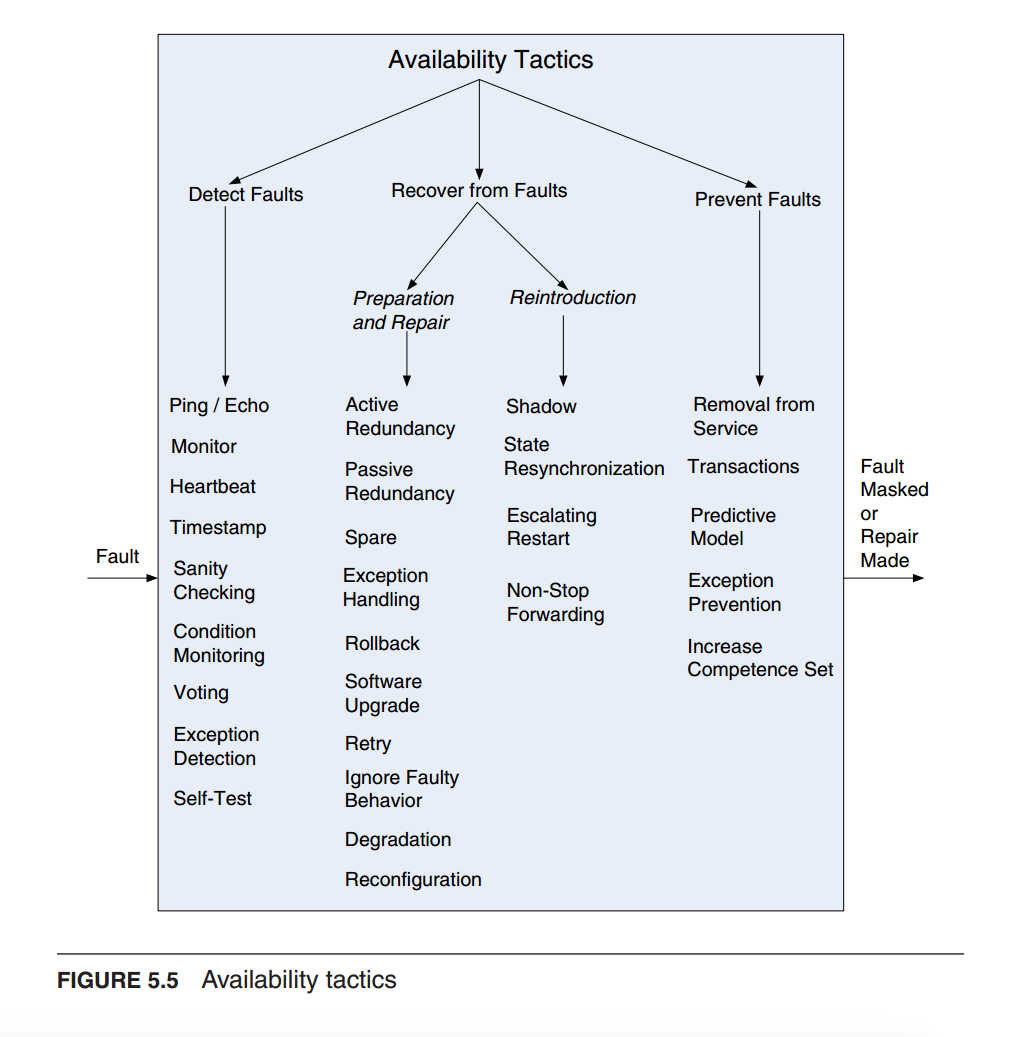 Availability Tactics
Detect Faults
Recover from Faults
Prevent Faults
Preparation
and Repair
Reintroduction
Ping / Echo
Monitor
Heartbeat
Timestamp
Sanity
Checking
Condition
Monitoring
Voting
Exception
Detection
Self-Test
Active
Redundancy
Passive
Redundancy
Spare
Exception
Handling
Rollback
Software
Upgrade
Retry
Ignore Faulty
Behavior
Degradation
Reconfiguration
Shadow
State
Resynchronization
Escalating
Restart
Non-Stop
Forwarding
Removal from
Service
Transactions
Predictive
Model
Exception
Prevention
Increase
Competence Set
Fault
Fault
Masked
or
Repair
Made
FIGURE 5.5 Availability tactics